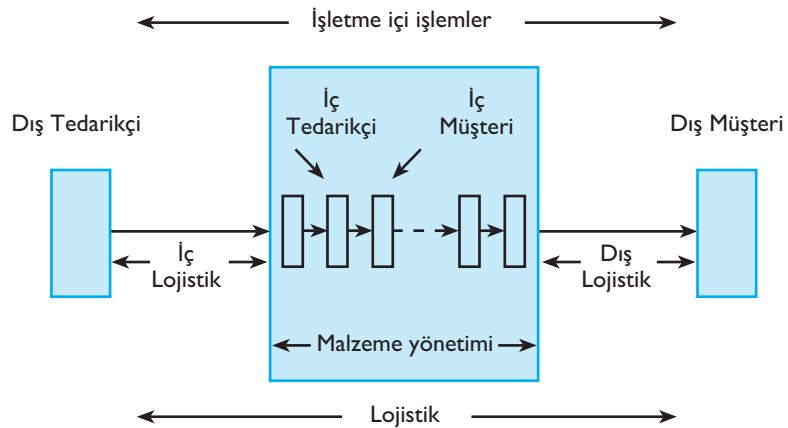 İşletme içi işlemler
Dış Tedarikçi
İç
Tedarikçi
İç
Müşteri
Dış Müşteri
İç
Lojistik
Dış
Lojistik
Malzeme yönetimi
Lojistik